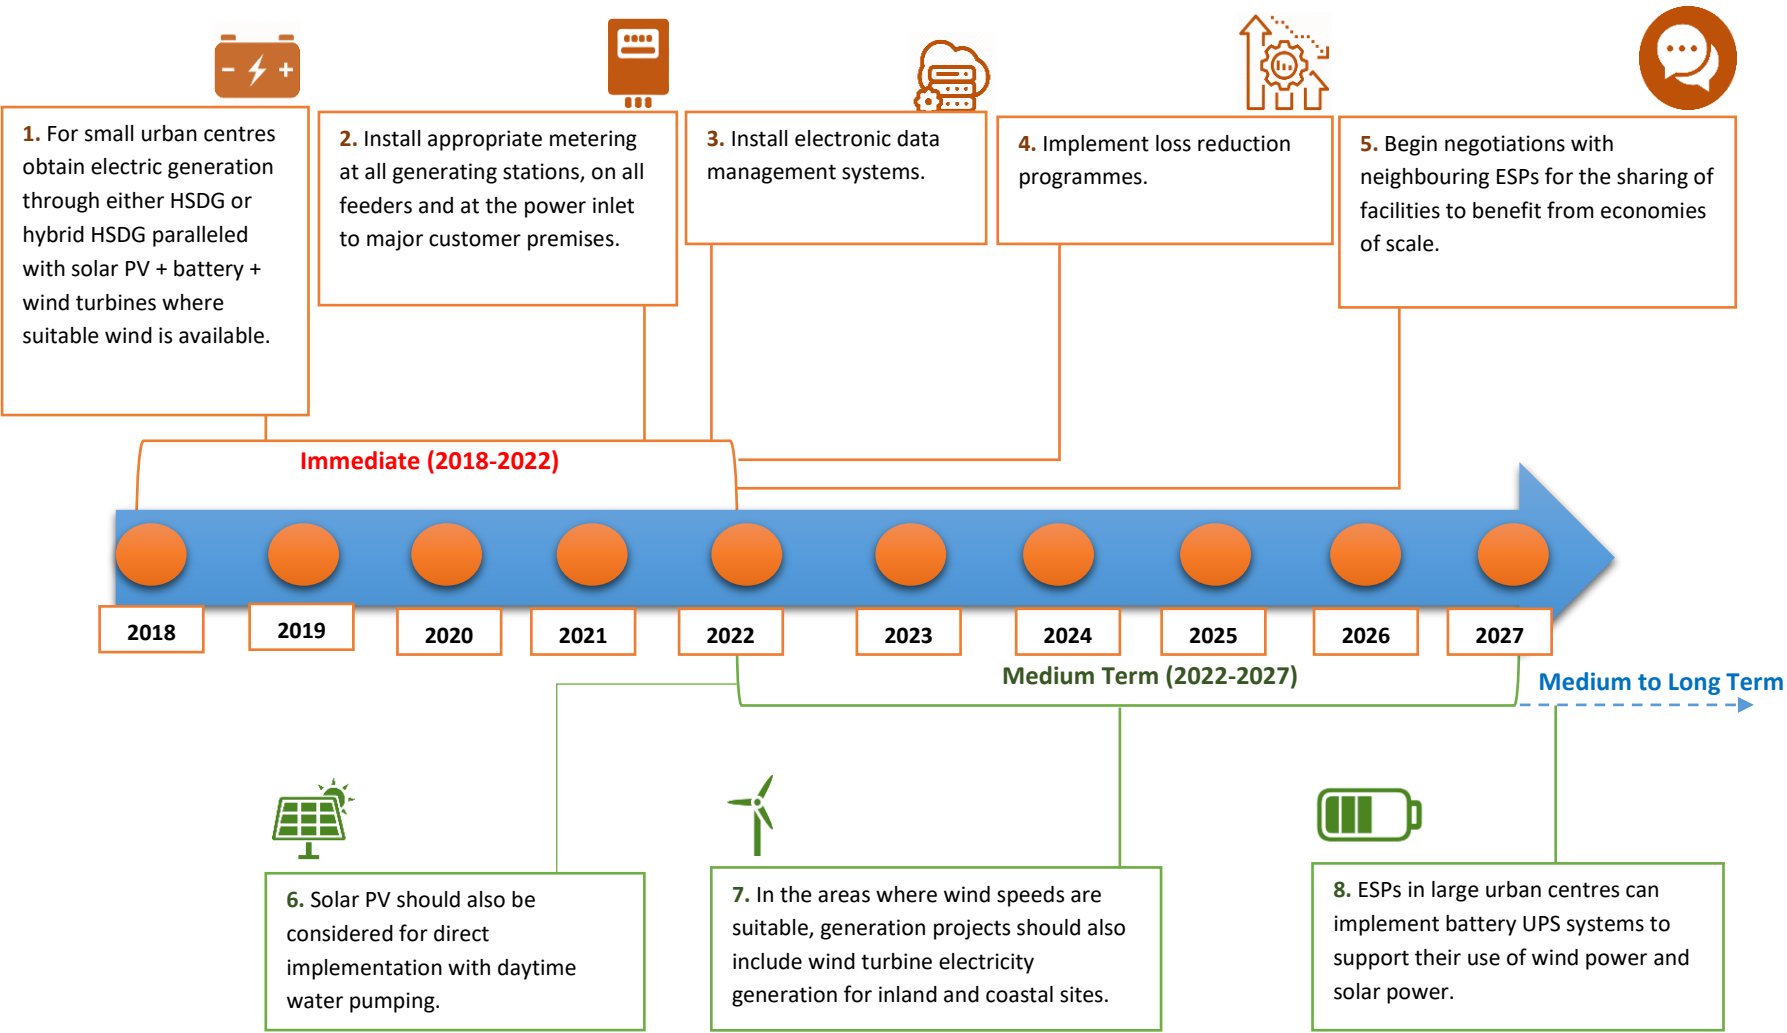 1. For small urban centres
obtain electric generation
through either HSDG or
hybrid HSDG paralleled
with solar PV + battery +
wind turbines where
suitable wind is available.
2. Install appropriate metering
at all generating stations, on all
feeders and at the power inlet
to major customer premises.
3. Install electronic data
management systems.
4. Implement loss reduction
programmes.
5. Begin negotiations with
neighbouring ESPs for the sharing of
facilities to benefit from economies
of scale.
Immediate (2018-2022)
2018
2019
2020
2021
2022
2023
2024
2025
2026
2027
Medium Term (2022-2027)
Medium to Long Term
6. Solar PV should also be
considered for direct
implementation with daytime
water pumping.
7. In the areas where wind speeds are
suitable, generation projects should also
include wind turbine electricity
generation for inland and coastal sites.
8. ESPs in large urban centres can
implement battery UPS systems to
support their use of wind power and
solar power.